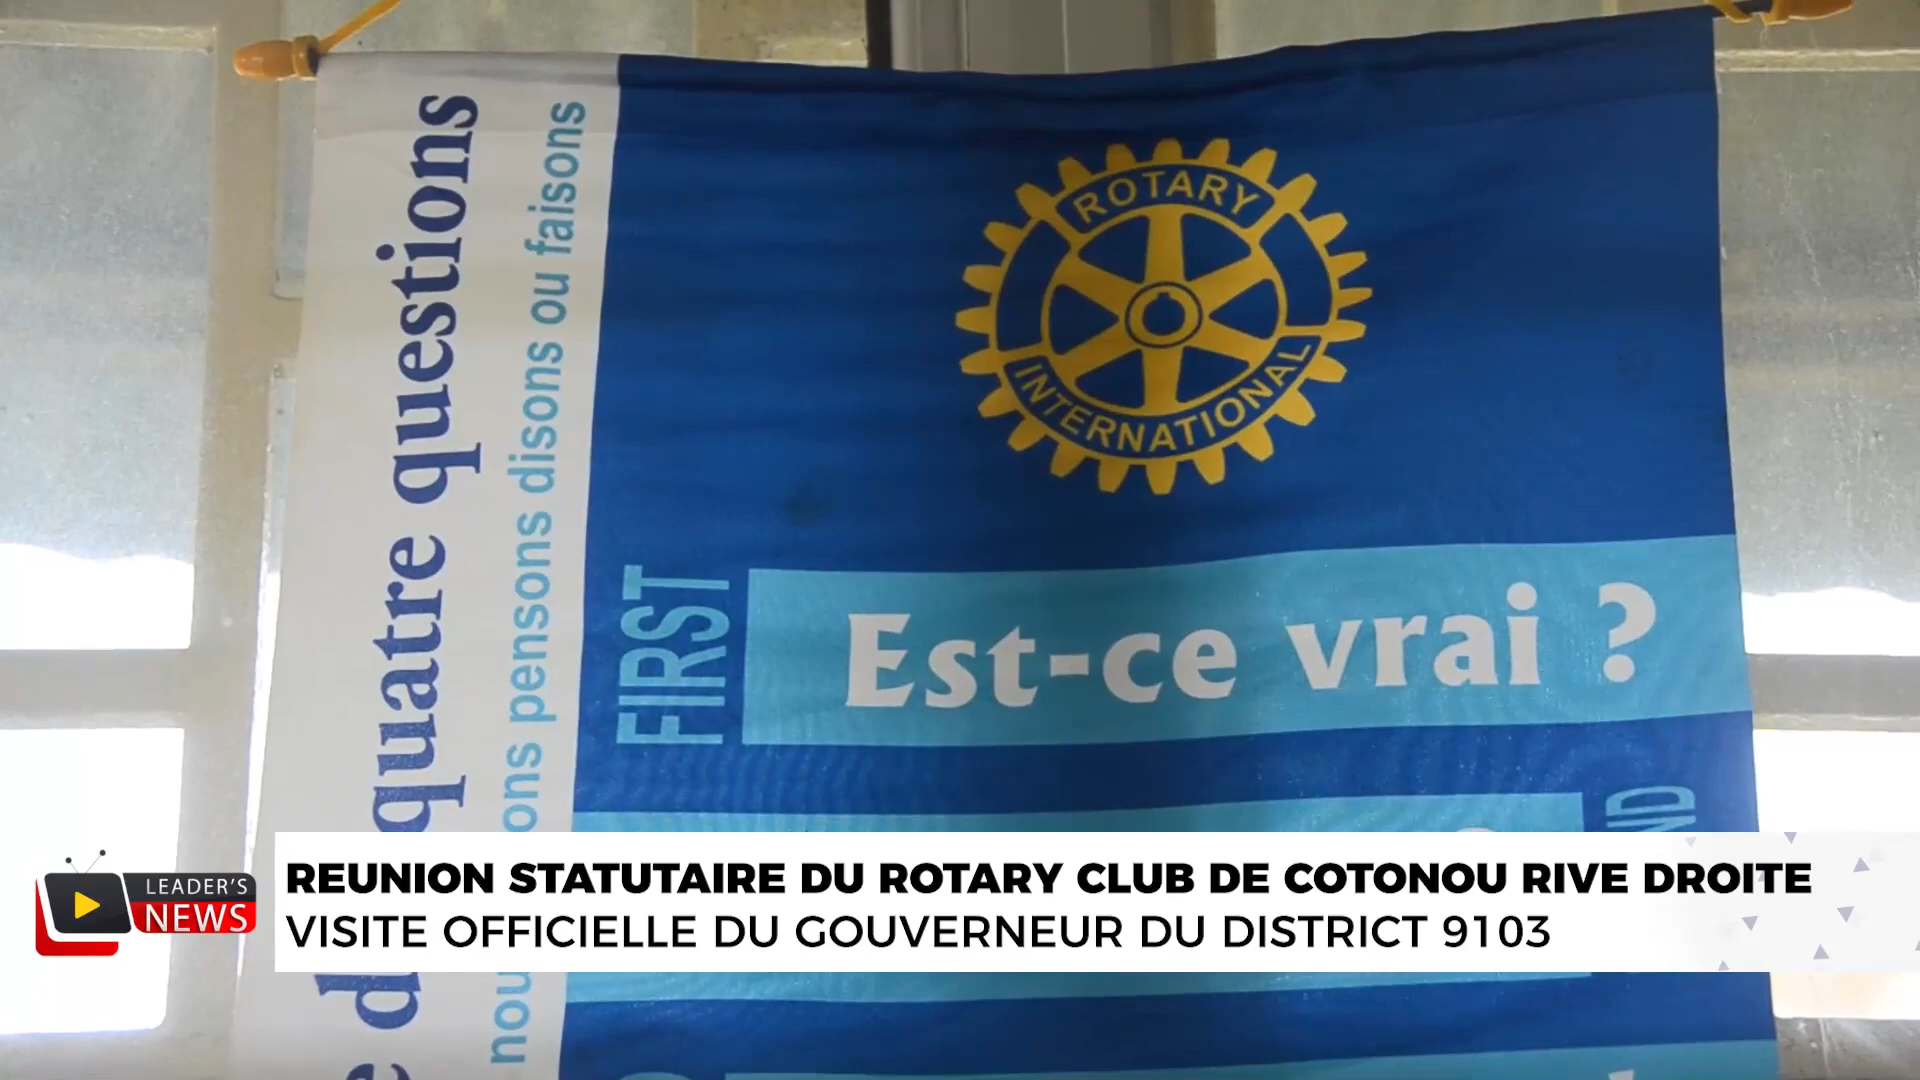 quatre questions
pensons disons ou faisons
ROTARY
INTERNATIONAL
FIRST
Est-ce vrai ?
LEADER'S
NEWS
REUNION STATUTAIRE DU ROTARY CLUB DE COTONOU RIVE DROITE
VISITE OFFICIELLE DU GOUVERNEUR DU DISTRICT 9103